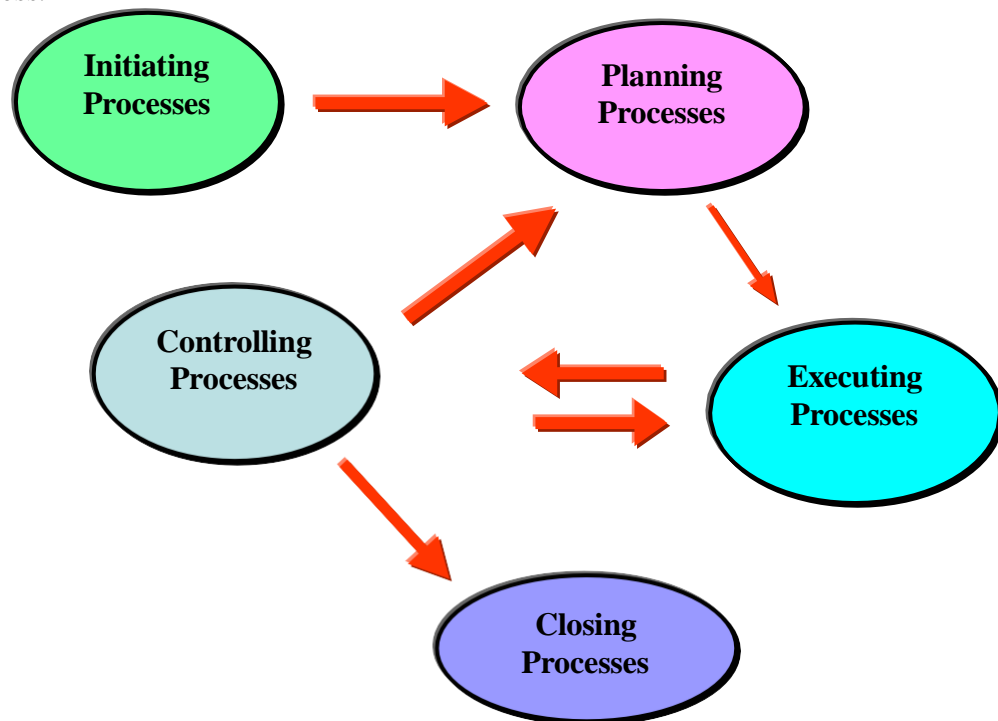 Initiating
Processes
Planning
Processes
Controlling
Processes
Executing
Processes
Closing
Processes